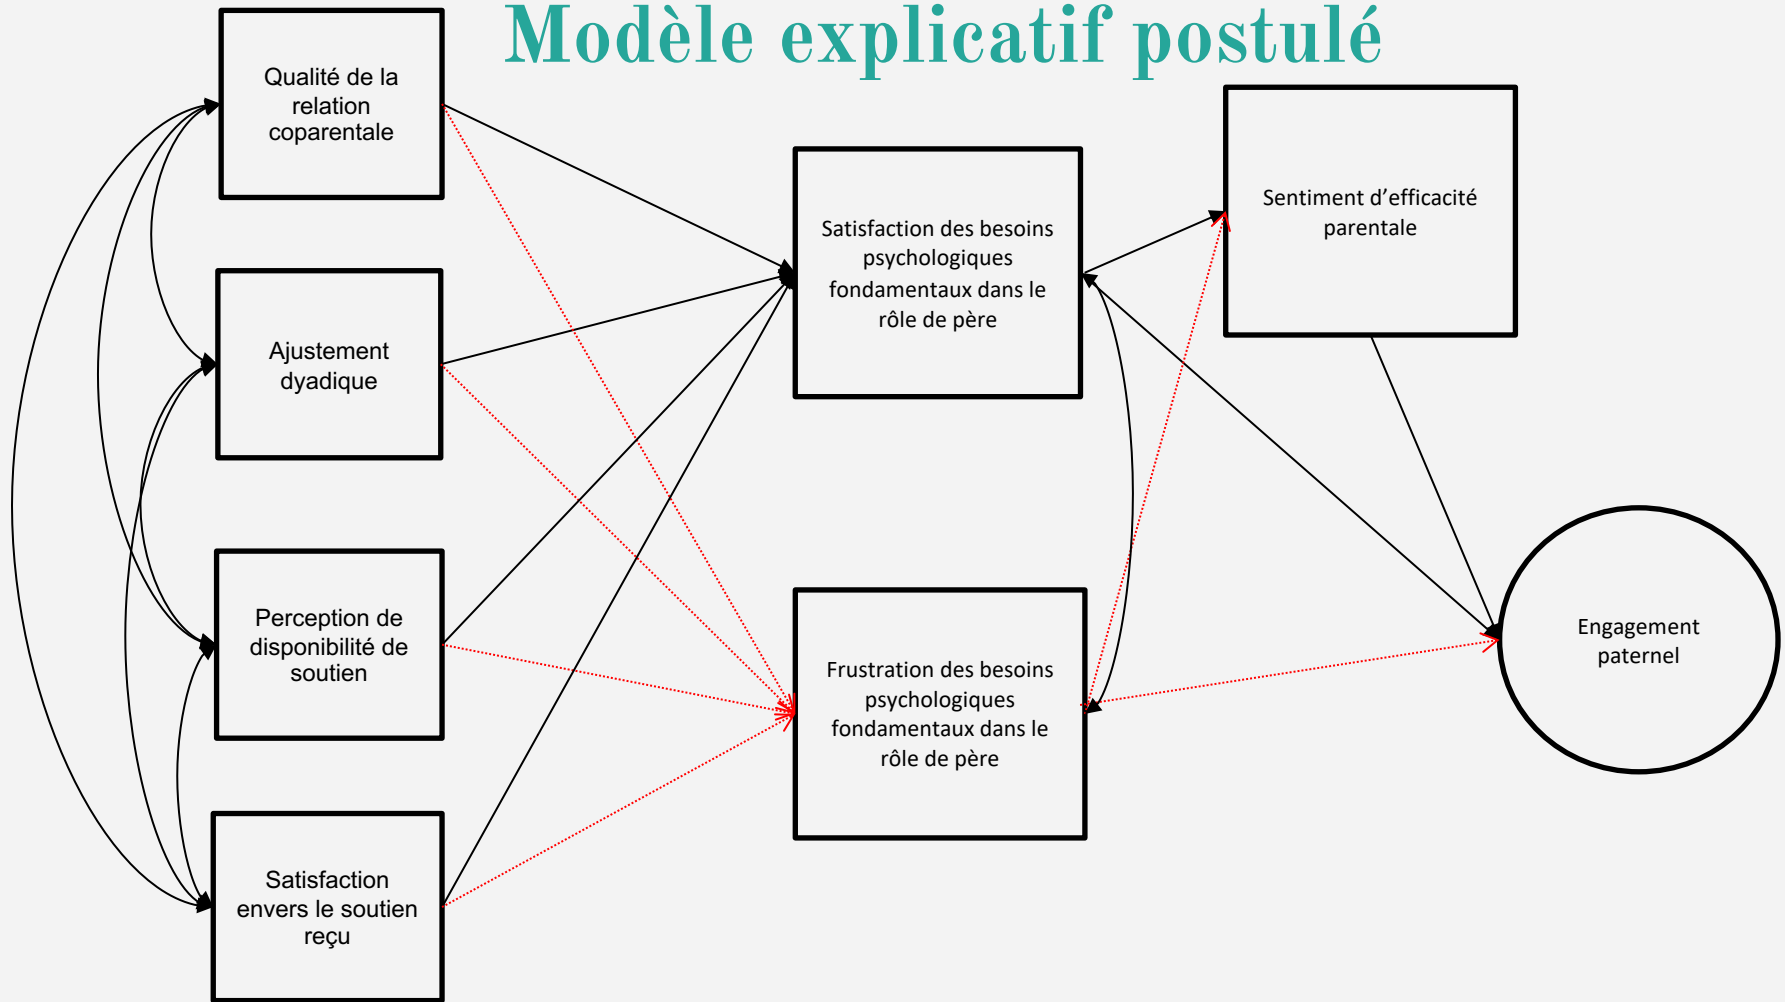 Modèle explicatif postulé
Qualité de la
relation
coparentale
Ajustement
dyadique
Perception de
disponibilité de
soutien
Satisfaction
envers le soutien
reçu
Satisfaction des besoins
psychologiques
fondamentaux dans le
rôle de père
Frustration des besoins
psychologiques
fondamentaux dans le
rôle de père
Sentiment d’efficacité
parentale
Engagement
paternel